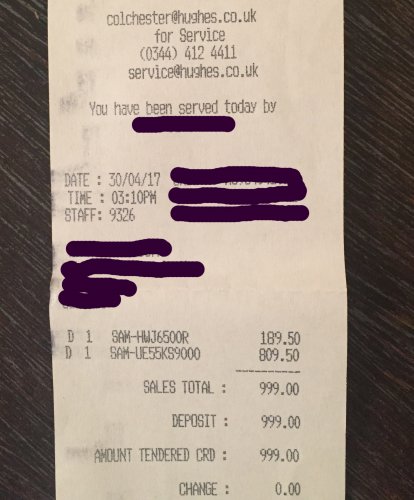 colchester@hughes.co.uk
for Service
(0344) 412 4411
service@hughes.co.uk
You have been served today by
DATE : 30/04/17
TIME : 03:10PM
STAFF: 9326
D 1 SAM-HWJ6500R 189.50
D 1 SAM-UE55KS9000 809.50
SALES TOTAL : 999.00
DEPOSIT : 999.00
AMOUNT TENDERED CRD : 999.00
CHANGE : 0.00